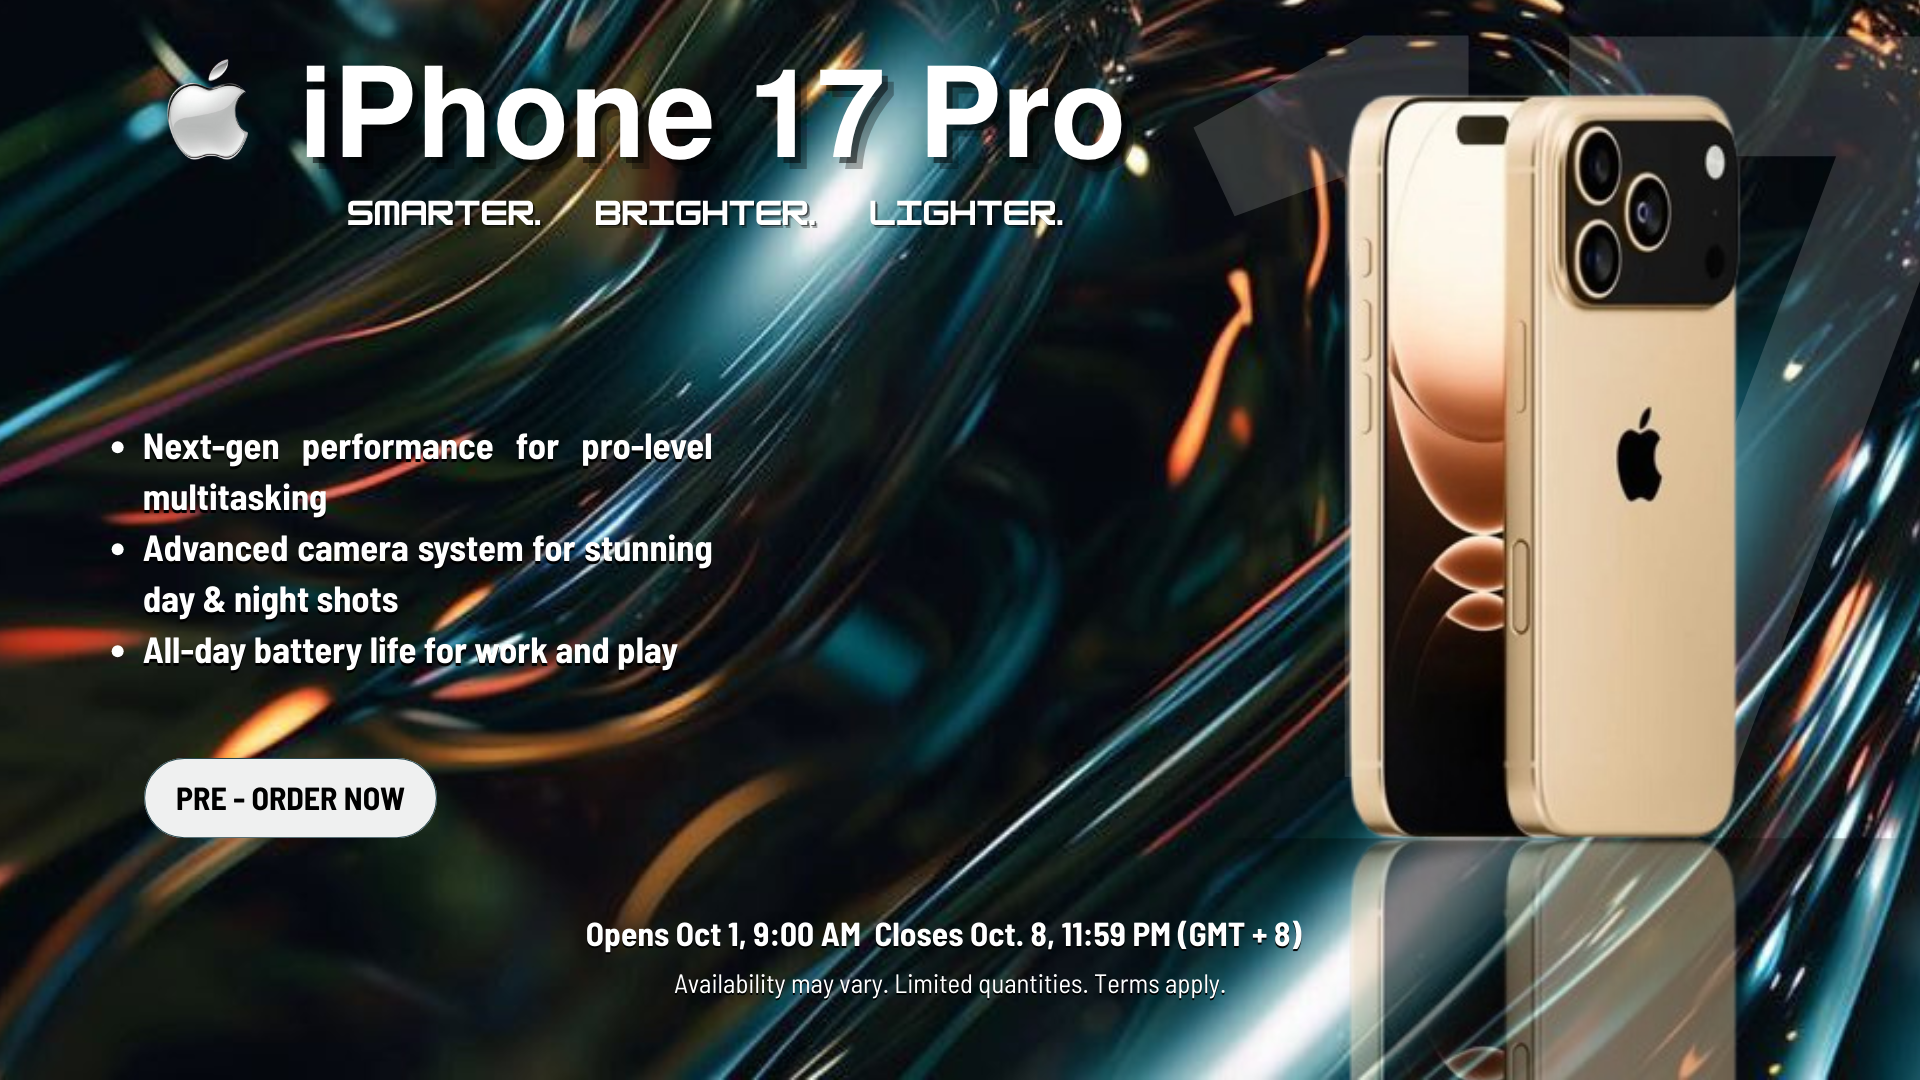 iPhone 17 Pro
SMARTER. BRIGHTER. LIGHTER.
17
• Next-gen performance for pro-level
multitasking
• Advanced camera system for stunning
day & night shots
• All-day battery life for work and play
PRE - ORDER NOW
Opens Oct 1, 9:00 AM Closes Oct. 8, 11:59 PM (GMT + 8)
Availability may vary. Limited quantities. Terms apply.